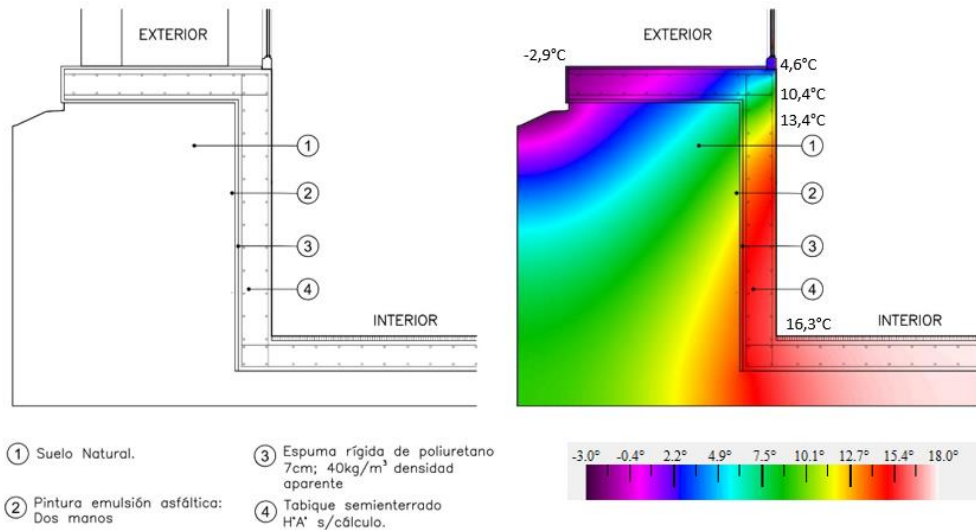 EXTERIOR
1
2
3
4
INTERIOR
EXTERIOR
-2,9°C
4,6°C
10,4°C
13,4°C
1
2
3
4
16,3°C
INTERIOR
1 Suelo Natural.
2 Pintura emulsión asfáltica:
Dos manos
3 Espuma rígida de poliuretano
7cm; 40kg/m³ densidad
aparente
4 Tabique semienterrado
H°A° s/cálculo.
-3.0° -0.4° 2.2° 4.9° 7.5° 10.1° 12.7° 15.4° 18.0°